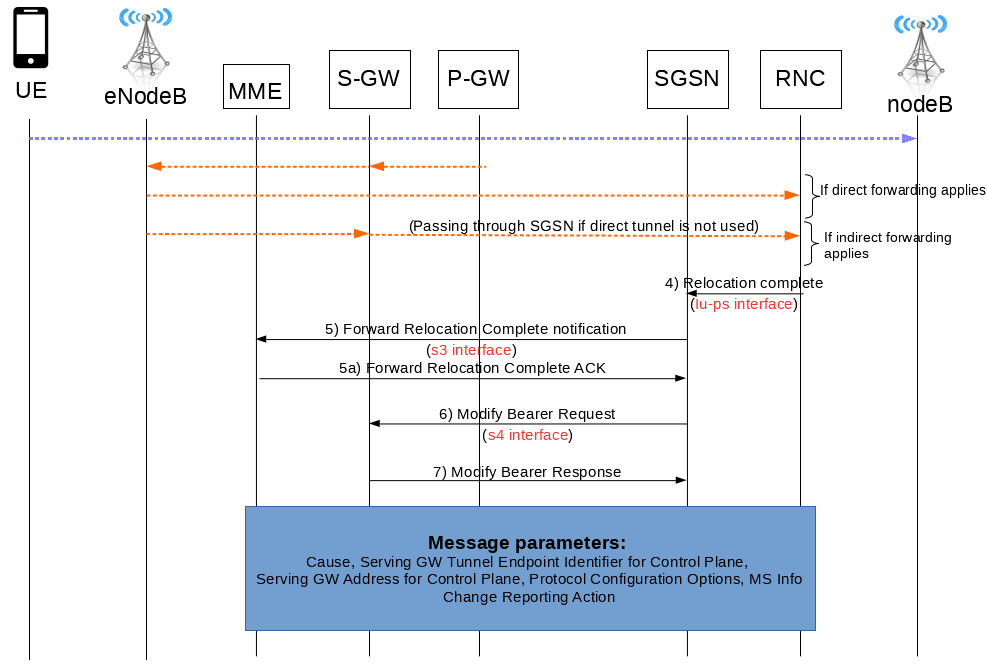 UE
eNodeB
MME
S-GW
P-GW
SGSN
RNC
nodeB
If direct forwarding applies
(Passing through SGSN if direct tunnel is not used)
If indirect forwarding
applies
4) Relocation complete
(Iu-ps interface)
5) Forward Relocation Complete notification
(s3 interface)
5a) Forward Relocation Complete ACK
6) Modify Bearer Request
(s4 interface)
7) Modify Bearer Response
Message parameters:
Cause, Serving GW Tunnel Endpoint Identifier for Control Plane,
Serving GW Address for Control Plane, Protocol Configuration Options, MS Info
Change Reporting Action